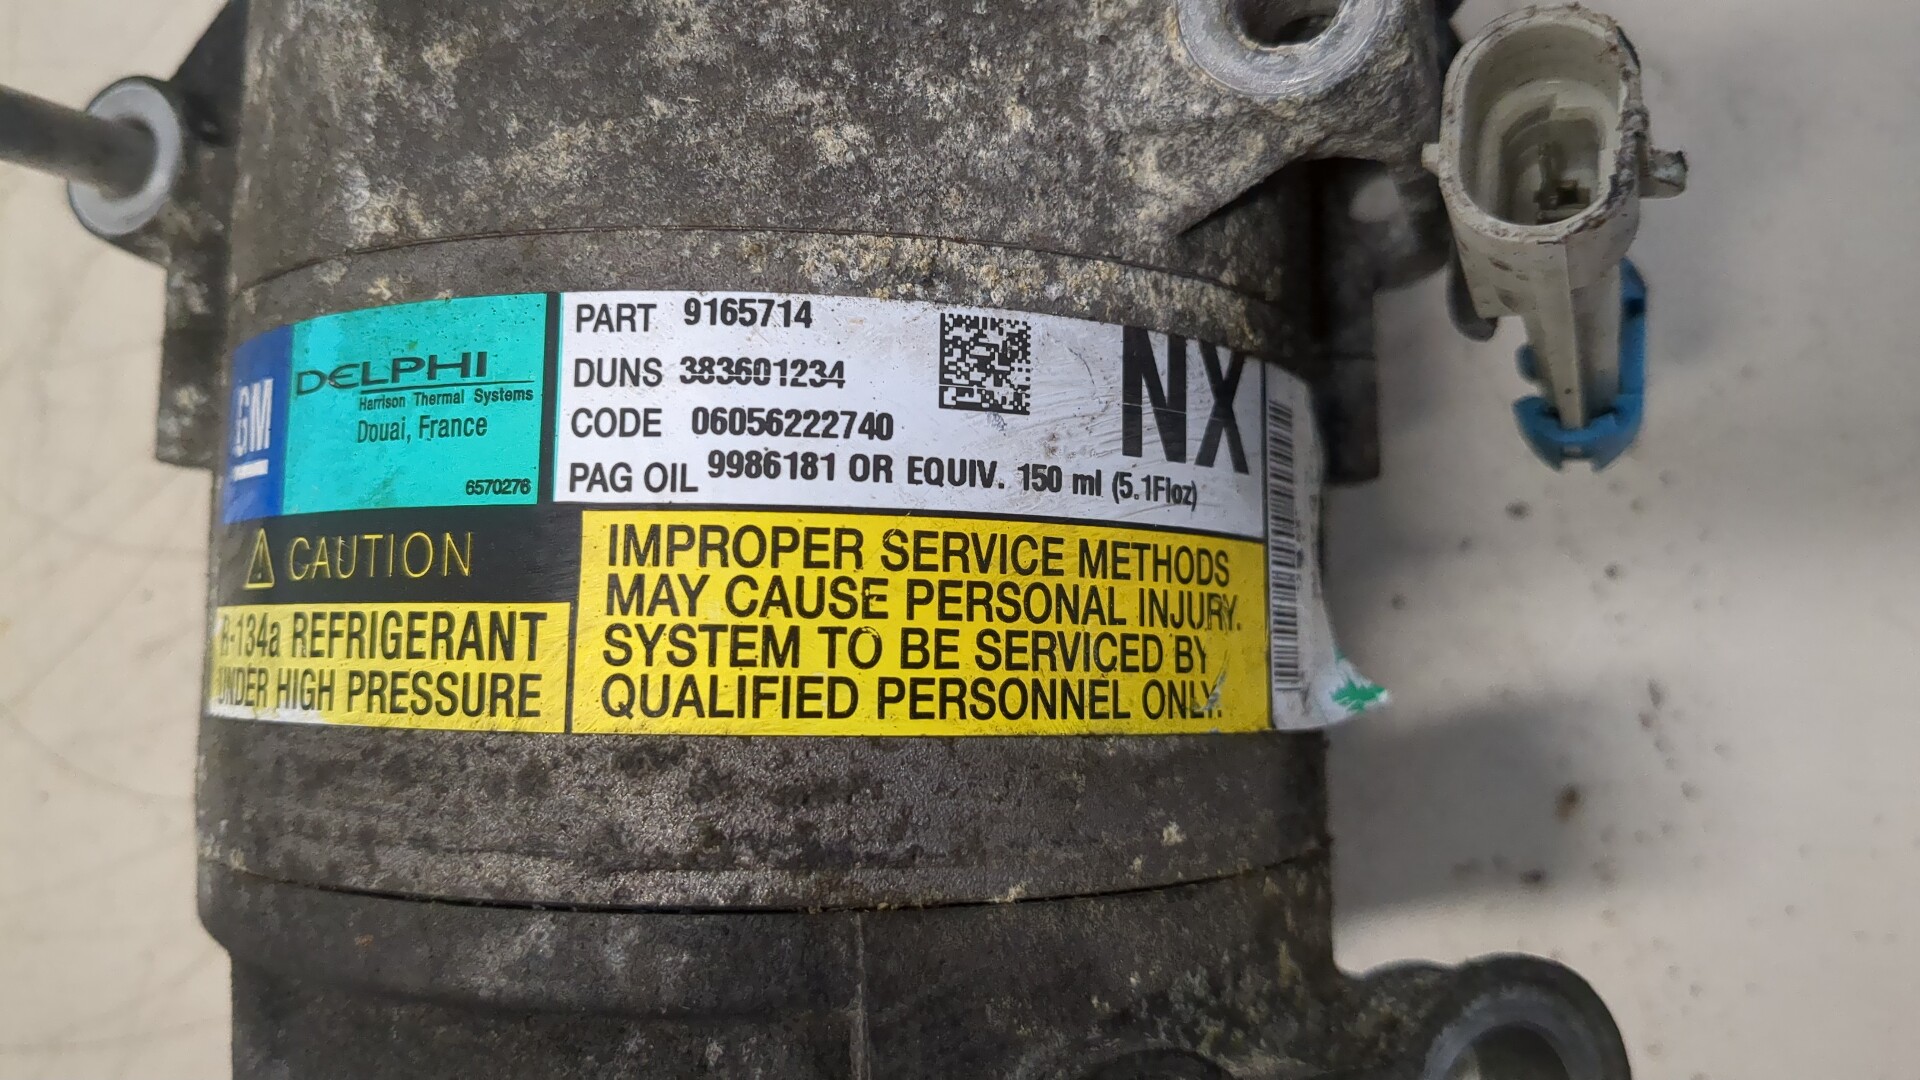 GM
DELPHI
Harrison Thermal Systems
Douai, France
6570276
PART 9165714
DUNS 383601234
CODE 06056222740
PAG OIL 9986181 OR EQUIV. 150 ml (5.1Floz)
NX
CAUTION
R-134a REFRIGERANT
UNDER HIGH PRESSURE
IMPROPER SERVICE METHODS
MAY CAUSE PERSONAL INJURY.
SYSTEM TO BE SERVICED BY
QUALIFIED PERSONNEL ONLY.